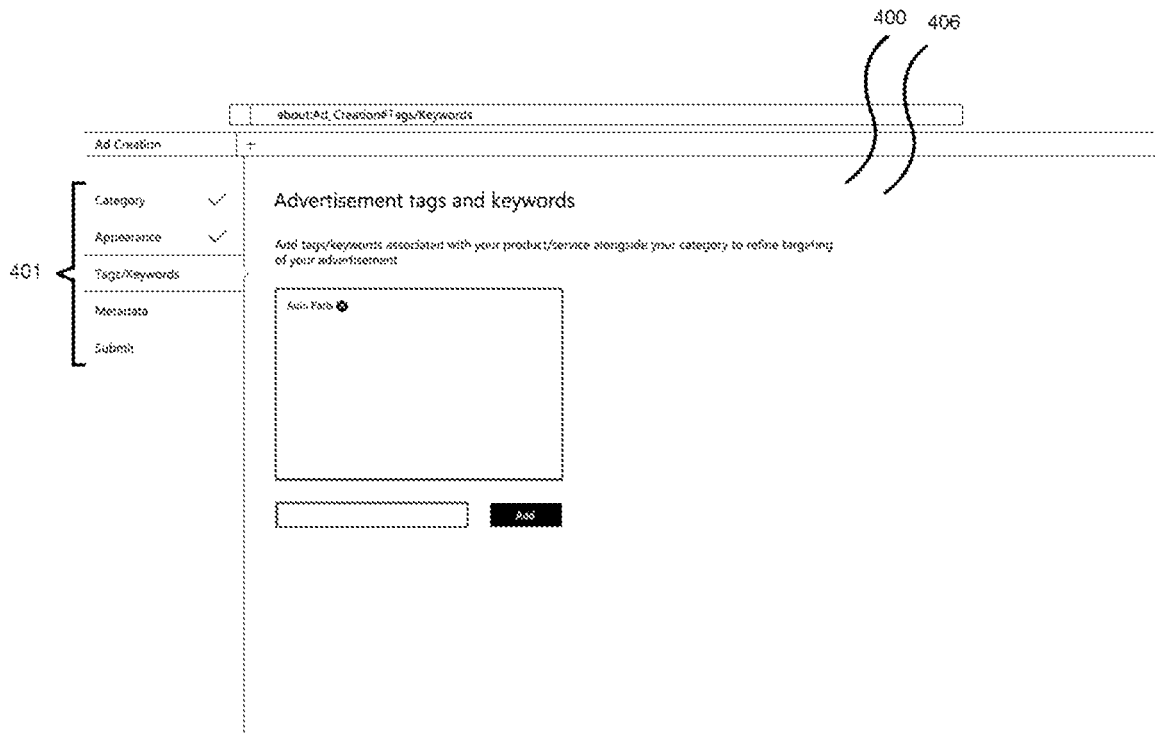 400 406
about:Ad_Creation#Tags/Keywords
Ad Creation +
Category
Appearance
Tags/Keywords
Metadata
Submit
401
Advertisement tags and keywords
Add tags/keywords associated with your product/service alongside your category to refine targeting
of your advertisement
Parts
Add